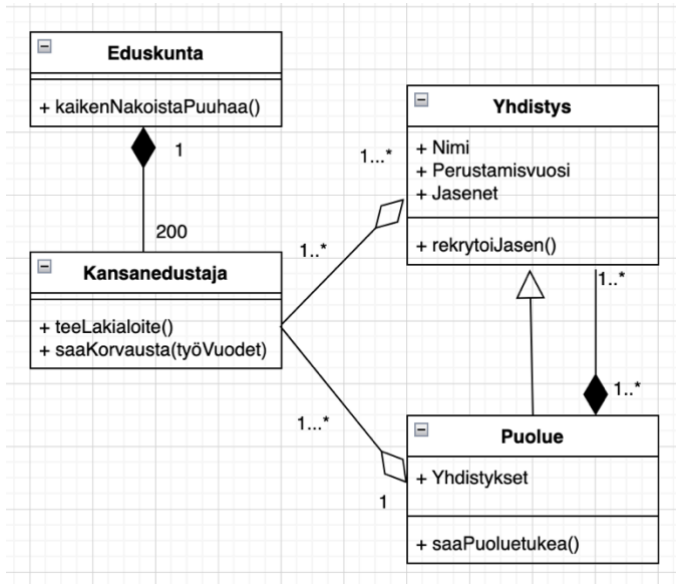 Eduskunta
+ kaikenNakoistaPuuhaa()
1
200
Kansanedustaja
+ teeLakialoite()
+ saaKorvausta(työVuodet)
1...*
1..*
Yhdistys
+ Nimi
+ Perustamisvuosi
+ Jasenet
+ rekrytoiJasen()
1..*
1..*
1...*
1
Puolue
+ Yhdistykset
+ saaPuoluetukea()